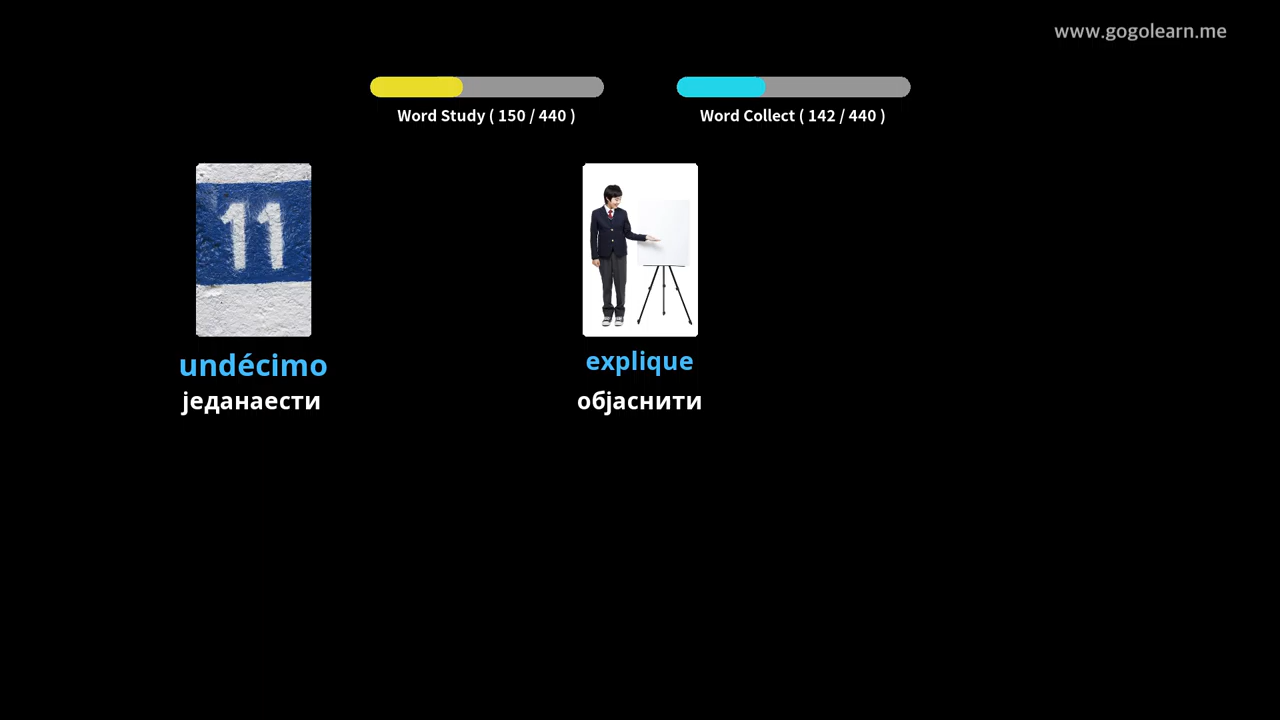 www.gogolearn.me
Word Study ( 150 / 440 )
Word Collect ( 142 / 440 )
11
undécimo
једанаести
explique
објаснити